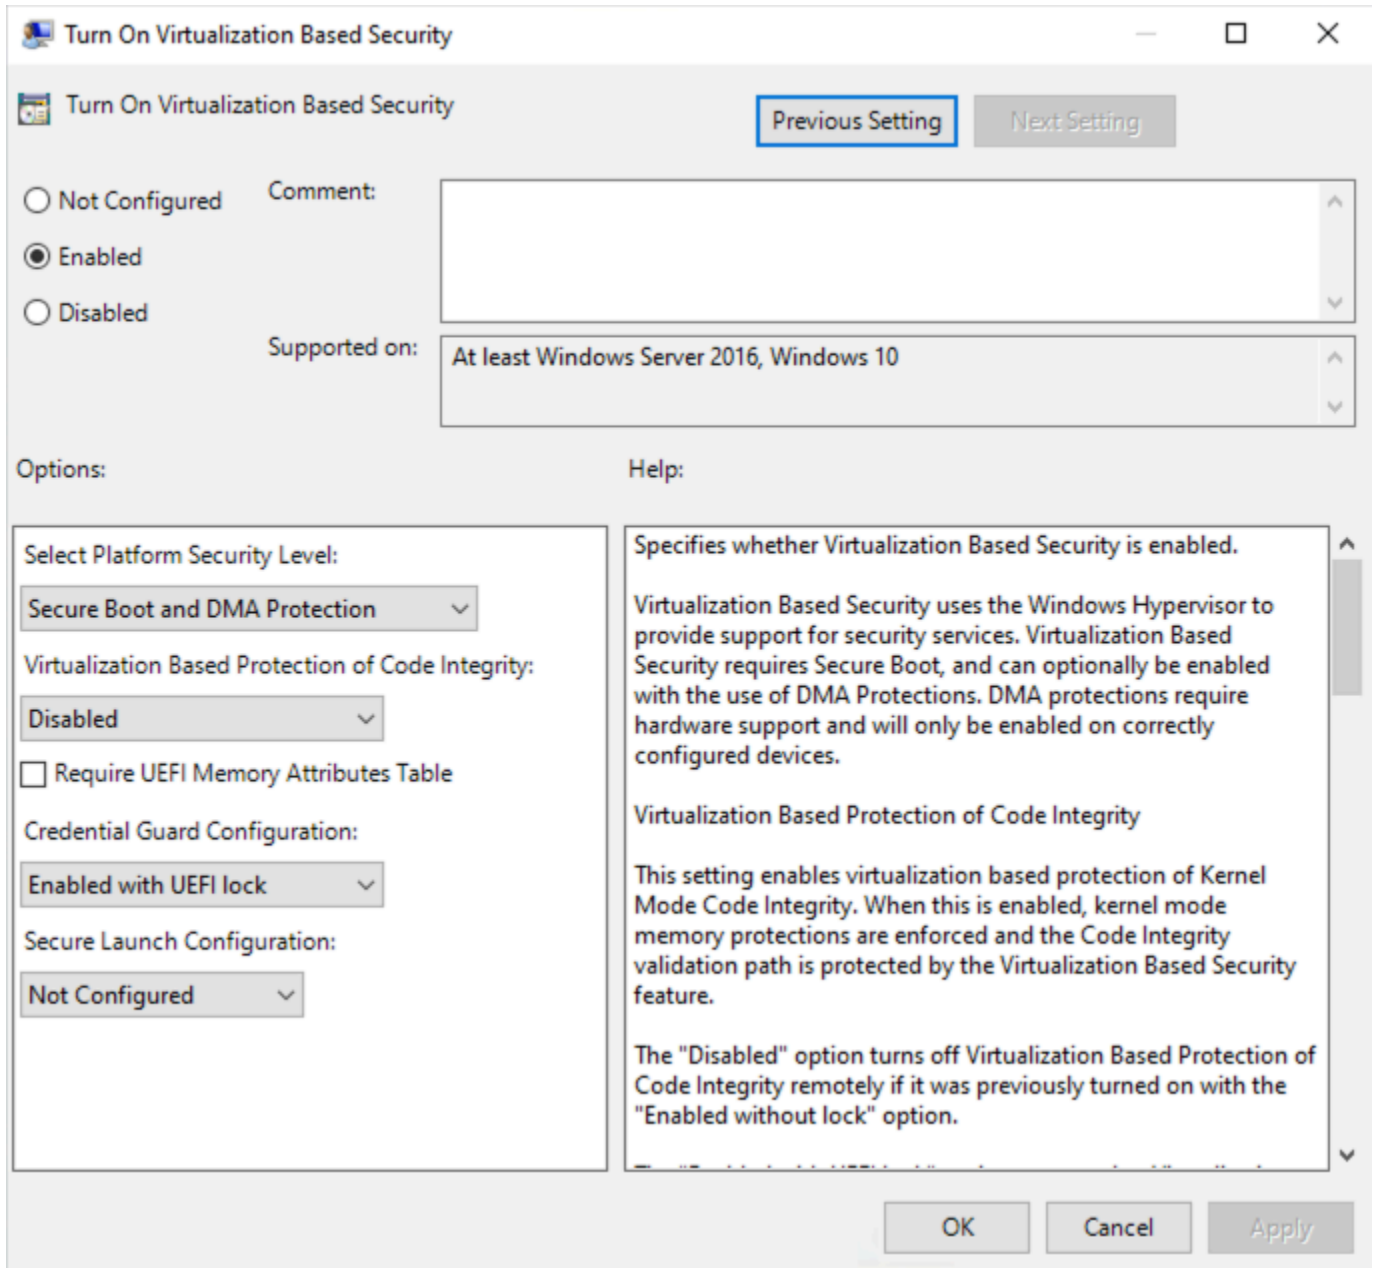 Turn On Virtualization Based Security
Turn On Virtualization Based Security
Previous Setting
Next Setting
Not Configured
Enabled
Disabled
Comment:
Supported on:
At least Windows Server 2016, Windows 10
Options:
Help:
Select Platform Security Level:
Secure Boot and DMA Protection
Virtualization Based Protection of Code Integrity:
Disabled
Require UEFI Memory Attributes Table
Credential Guard Configuration:
Enabled with UEFI lock
Secure Launch Configuration:
Not Configured
Specifies whether Virtualization Based Security is enabled.
Virtualization Based Security uses the Windows Hypervisor to
provide support for security services. Virtualization Based
Security requires Secure Boot, and can optionally be enabled
with the use of DMA Protections. DMA protections require
hardware support and will only be enabled on correctly
configured devices.
Virtualization Based Protection of Code Integrity
This setting enables virtualization based protection of Kernel
Mode Code Integrity. When this is enabled, kernel mode
memory protections are enforced and the Code Integrity
validation path is protected by the Virtualization Based Security
feature.
The "Disabled" option turns off Virtualization Based Protection of
Code Integrity remotely if it was previously turned on with the
"Enabled without lock" option.
OK
Cancel
Apply